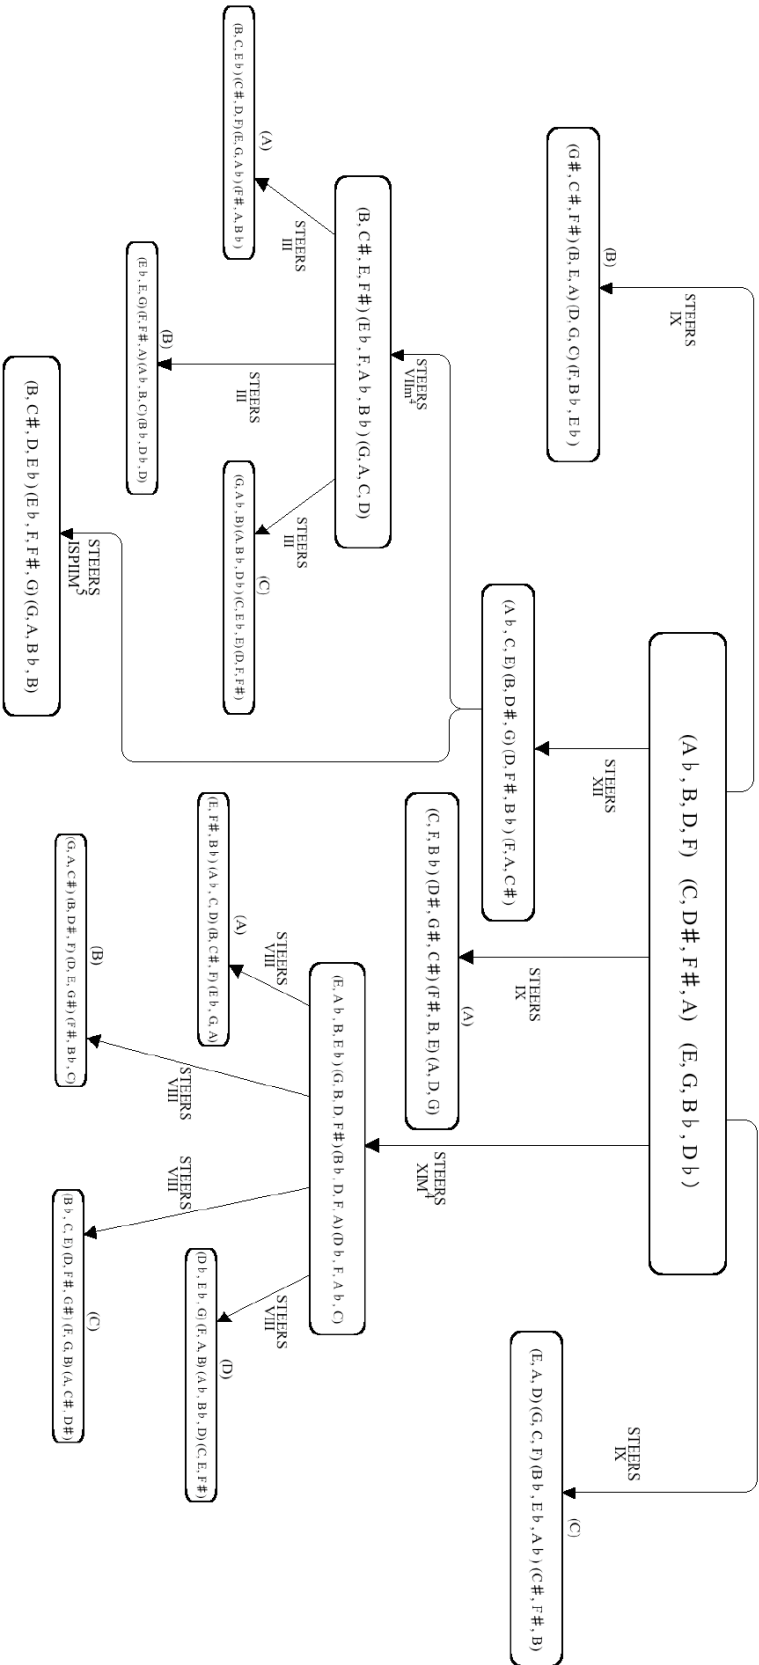 (A♭, B, D, F) (C, D#, F#, A) (E, G, B♭, D♭)
STEERS
IX
(B)
(G#, C#, F#) (B, E, A) (D, G, C) (F, B♭, E♭)
STEERS
XII
(A♭, C, E) (B, D#, G) (D, F#, B♭) (F, A, C#)
STEERS
IX
(A)
(C, F, B♭) (D#, G#, C#) (F#, B, E) (A, D, G)
STEERS
XIM⁴
(E, A♭, B, E♭) (G, B, D, F#) (B♭, D, F, A) (D♭, F, A♭, C)
STEERS
IX
(C)
(E, A, D) (G, C, F) (B♭, E♭, A♭) (C#, F#, B)
STEERS
VIIm⁴
(B, C#, E, F#) (E♭, F, A♭, B♭) (G, A, C, D)
STEERS
III
(A)
(B, C, E♭) (C#, D, F) (E, G, A♭) (F#, A, B♭)
STEERS
III
(B)
(E♭, E, G) (F, F#, A) (A♭, B, C) (B♭, D♭, D)
STEERS
III
(C)
(G, A♭, B) (A, B♭, D♭) (C, E♭, E) (D, F, F#)
STEERS
ISPIIM⁵
(B, C#, D, E♭) (E♭, F, F#, G) (G, A, B♭, B)
STEERS
VIII
(A)
(E, F#, B♭) (A♭, C, D) (B, C#, F) (E♭, G, A)
STEERS
VIII
(B)
(G, A, C#) (B, D#, F) (D, E, G#) (F#, B♭, C)
STEERS
VIII
(C)
(B♭, C, E) (D, F#, G#) (F, G, B) (A, C#, D#)
STEERS
VIII
(D)
(D♭, E♭, G) (F, A, B) (A♭, B♭, D) (C, E, F#)